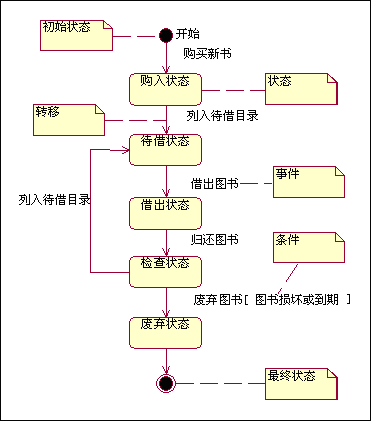 初始状态
开始
购买新书
购入状态
状态
转移
列入待借目录
待借状态
借出图书
事件
列入待借目录
借出状态
归还图书
条件
检查状态
废弃图书[ 图书损坏或到期 ]
废弃状态
最终状态